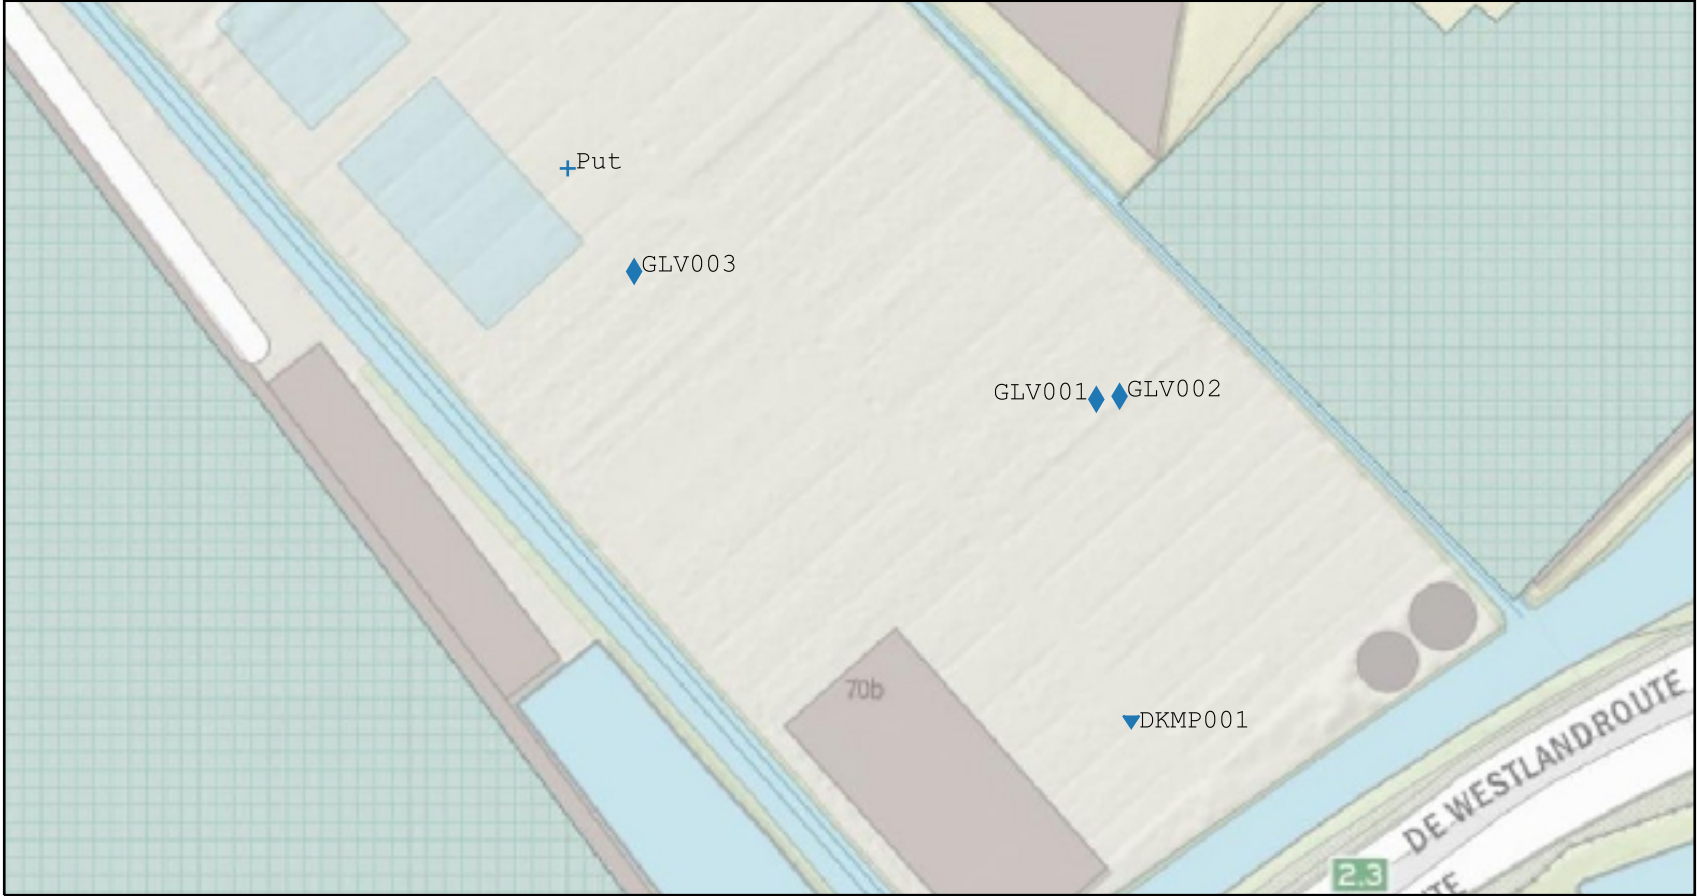 Put
GLV003
GLV001
GLV002
70b
DKMP001
DE WESTLANDROUTE
2.3